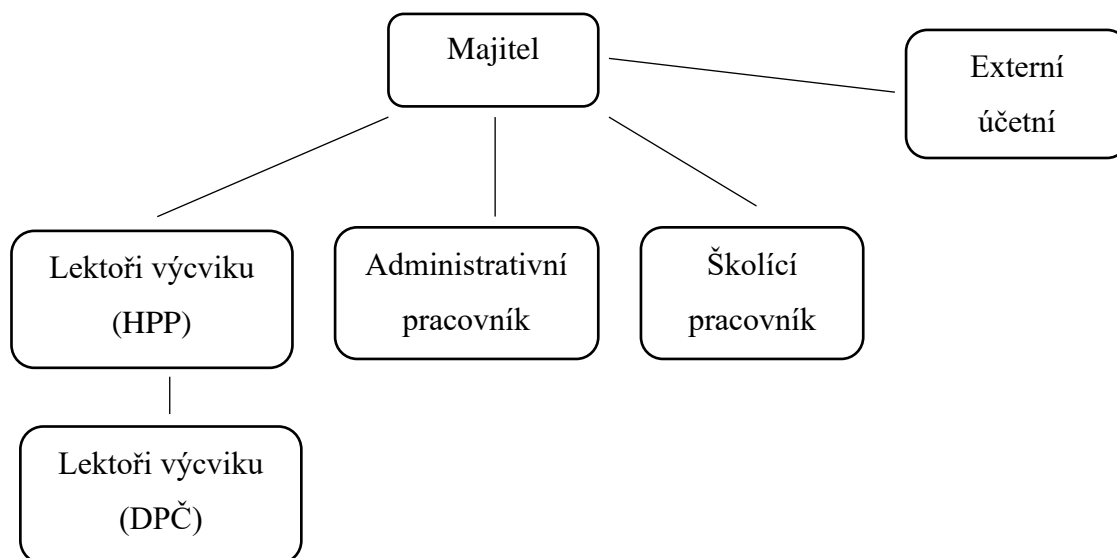 Majitel
Externí
účetní
Lektoři výcviku
(HPP)
Administrativní
pracovník
Školící
pracovník
Lektoři výcviku
(DPČ)